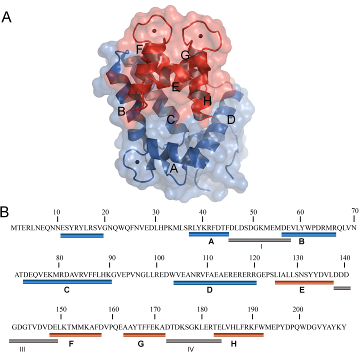 A
F
G
E
B
H
C
D
A
B
10 20 30 40 50 60 70
MTERLNEQNNESYRYLRSVGNQWQFNVEDLHPKMLSRLYKRFDTFDLDSDGKMEMDEVLYWPDRMRQLVN
A I B
80 90 100 110 120 130 140
ATDEQVEKMRDAVRVFFLHKGVEPVNGLLREDWVEANRVFAEAERERERRGEPSLIALLSNSYYDVLDDD
C D E
150 160 170 180 190 200
GDGTVDVDELKTMMKAFDVPQEAAYTFFEKADTDKSGKLERTELVHLFRKFWMEPYDPQWDGVYAYKY
III F G IV H